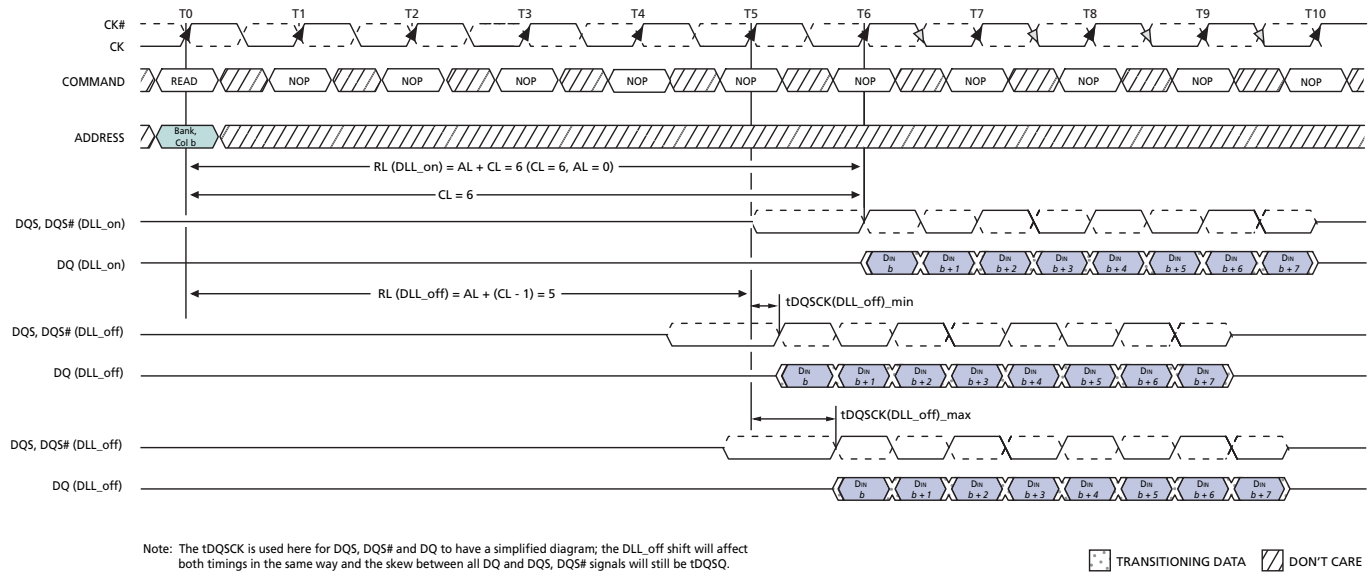 T0 T1 T2 T3 T4 T5 T6 T7 T8 T9 T10
CK#
CK
COMMAND READ NOP NOP NOP NOP NOP NOP NOP NOP NOP NOP
ADDRESS Bank,
Col b
RL (DLL_on) = AL + CL = 6 (CL = 6, AL = 0)
CL = 6
DQS, DQS# (DLL_on)
DQ (DLL_on) DIN b DIN b + 1 DIN b + 2 DIN b + 3 DIN b + 4 DIN b + 5 DIN b + 6 DIN b + 7
RL (DLL_off) = AL + (CL - 1) = 5 tDQSCK(DLL_off)_min
DQS, DQS# (DLL_off)
DQ (DLL_off) DIN b DIN b + 1 DIN b + 2 DIN b + 3 DIN b + 4 DIN b + 5 DIN b + 6 DIN b + 7
tDQSCK(DLL_off)_max
DQS, DQS# (DLL_off)
DQ (DLL_off) DIN b DIN b + 1 DIN b + 2 DIN b + 3 DIN b + 4 DIN b + 5 DIN b + 6 DIN b + 7
Note: The tDQSCK is used here for DQS, DQS# and DQ to have a simplified diagram; the DLL_off shift will affect
both timings in the same way and the skew between all DQ and DQS, DQS# signals will still be tDQSQ.
TRANSITIONING DATA DON'T CARE